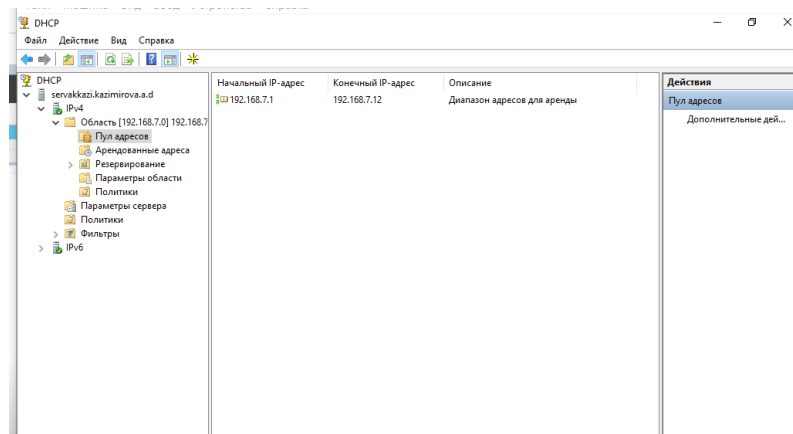 DHCP
Файл Действие Вид Справка
DHCP
servakkazi.kazimirova.a.d
IPv4
Область [192.168.7.0] 192.168.7
Пул адресов
Арендованные адреса
Резервирование
Параметры области
Политики
Параметры сервера
Политики
Фильтры
IPv6
Начальный IP-адрес Конечный IP-адрес Описание
192.168.7.1 192.168.7.12 Диапазон адресов для аренды
Действия
Пул адресов
Дополнительные дей...